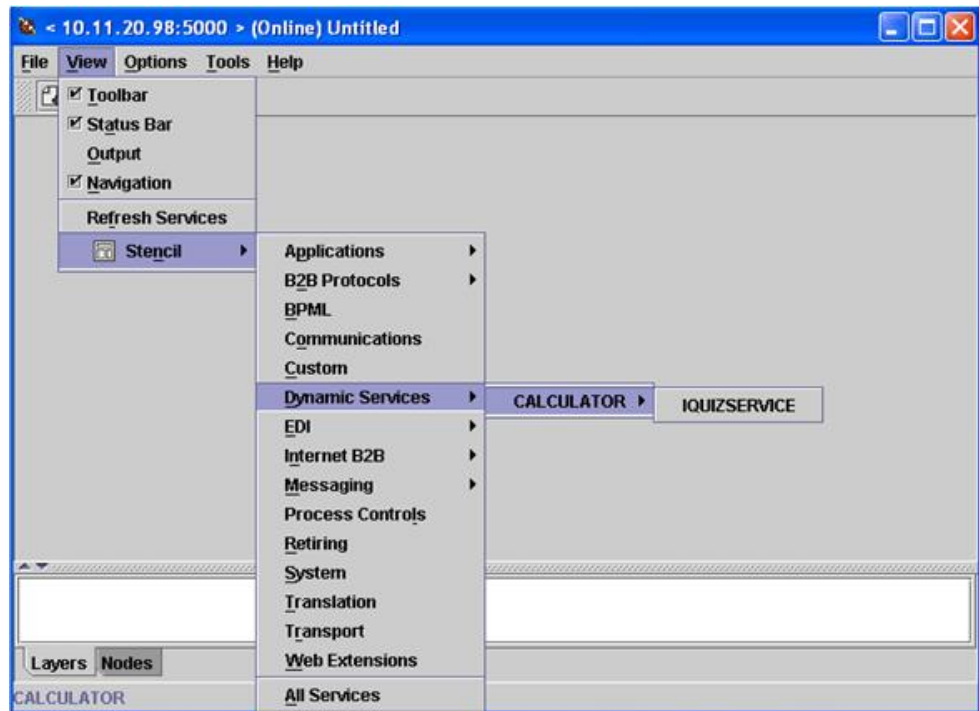 < 10.11.20.98:5000 > (Online) Untitled
File View Options Tools Help
Toolbar
Status Bar
Output
Navigation
Refresh Services
Stencil
Applications
B2B Protocols
BPML
Communications
Custom
Dynamic Services
CALCULATOR
IQUIZSERVICE
EDI
Internet B2B
Messaging
Process Controls
Retiring
System
Translation
Transport
Web Extensions
All Services
Layers Nodes
CALCULATOR